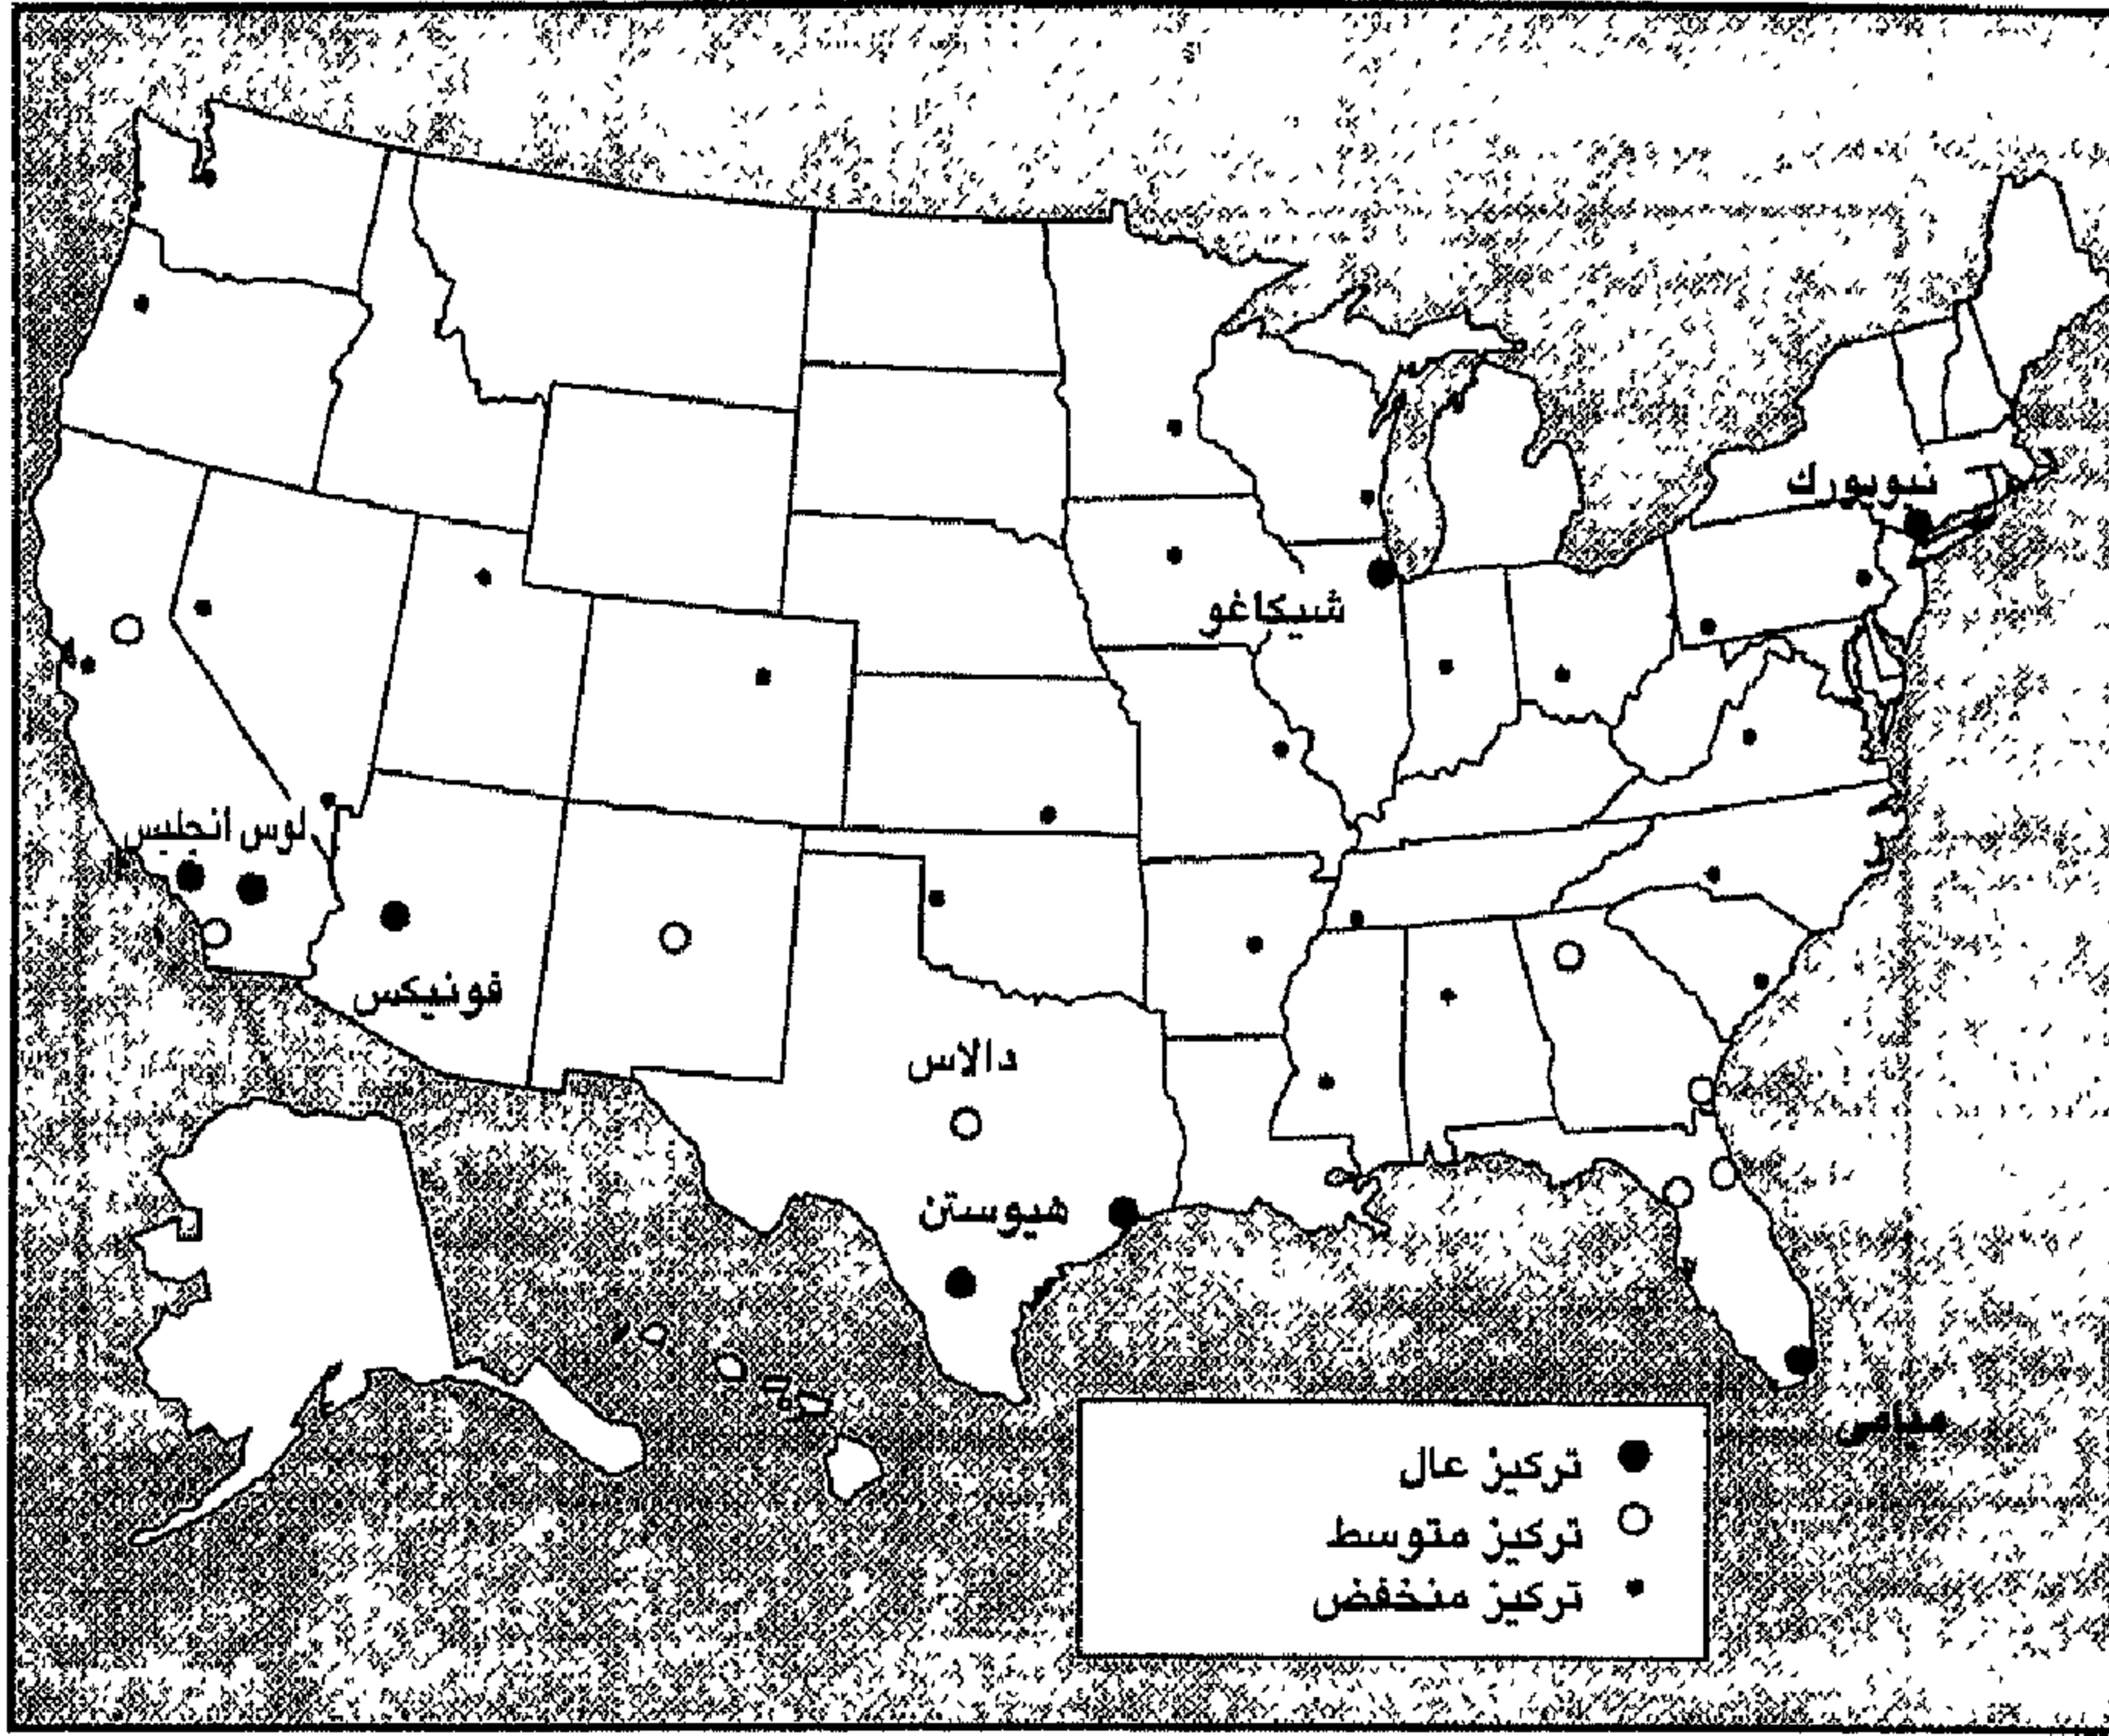 نيويورك
شيكاغو
لوس انجليس
فونيكس
دالاس
هيوستن
ميامي
تركيز عال
تركيز متوسط
تركيز منخفض